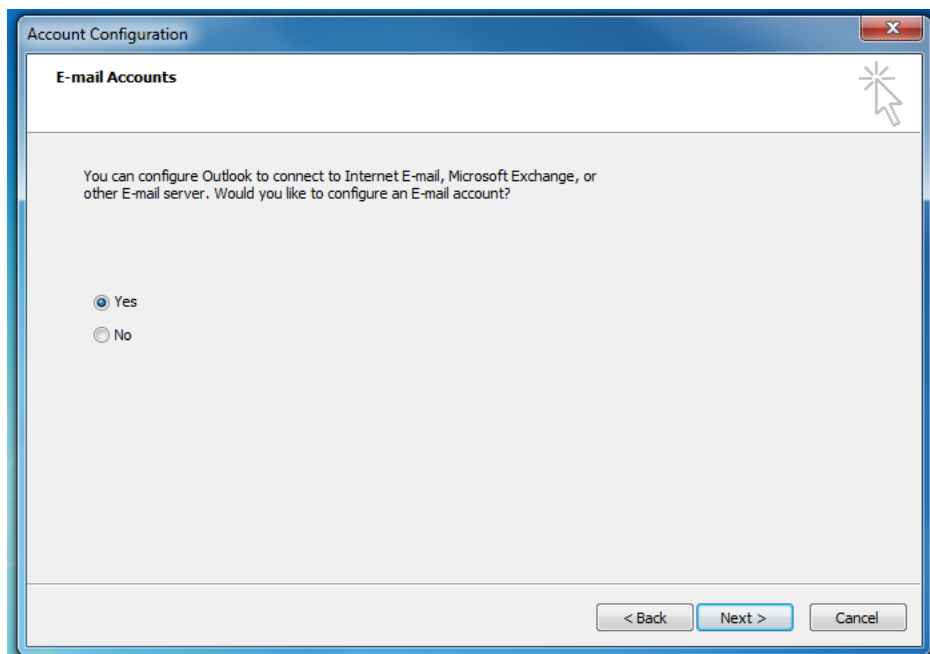 Account Configuration
E-mail Accounts
You can configure Outlook to connect to Internet E-mail, Microsoft Exchange, or
other E-mail server. Would you like to configure an E-mail account?
Yes
No
< Back Next > Cancel